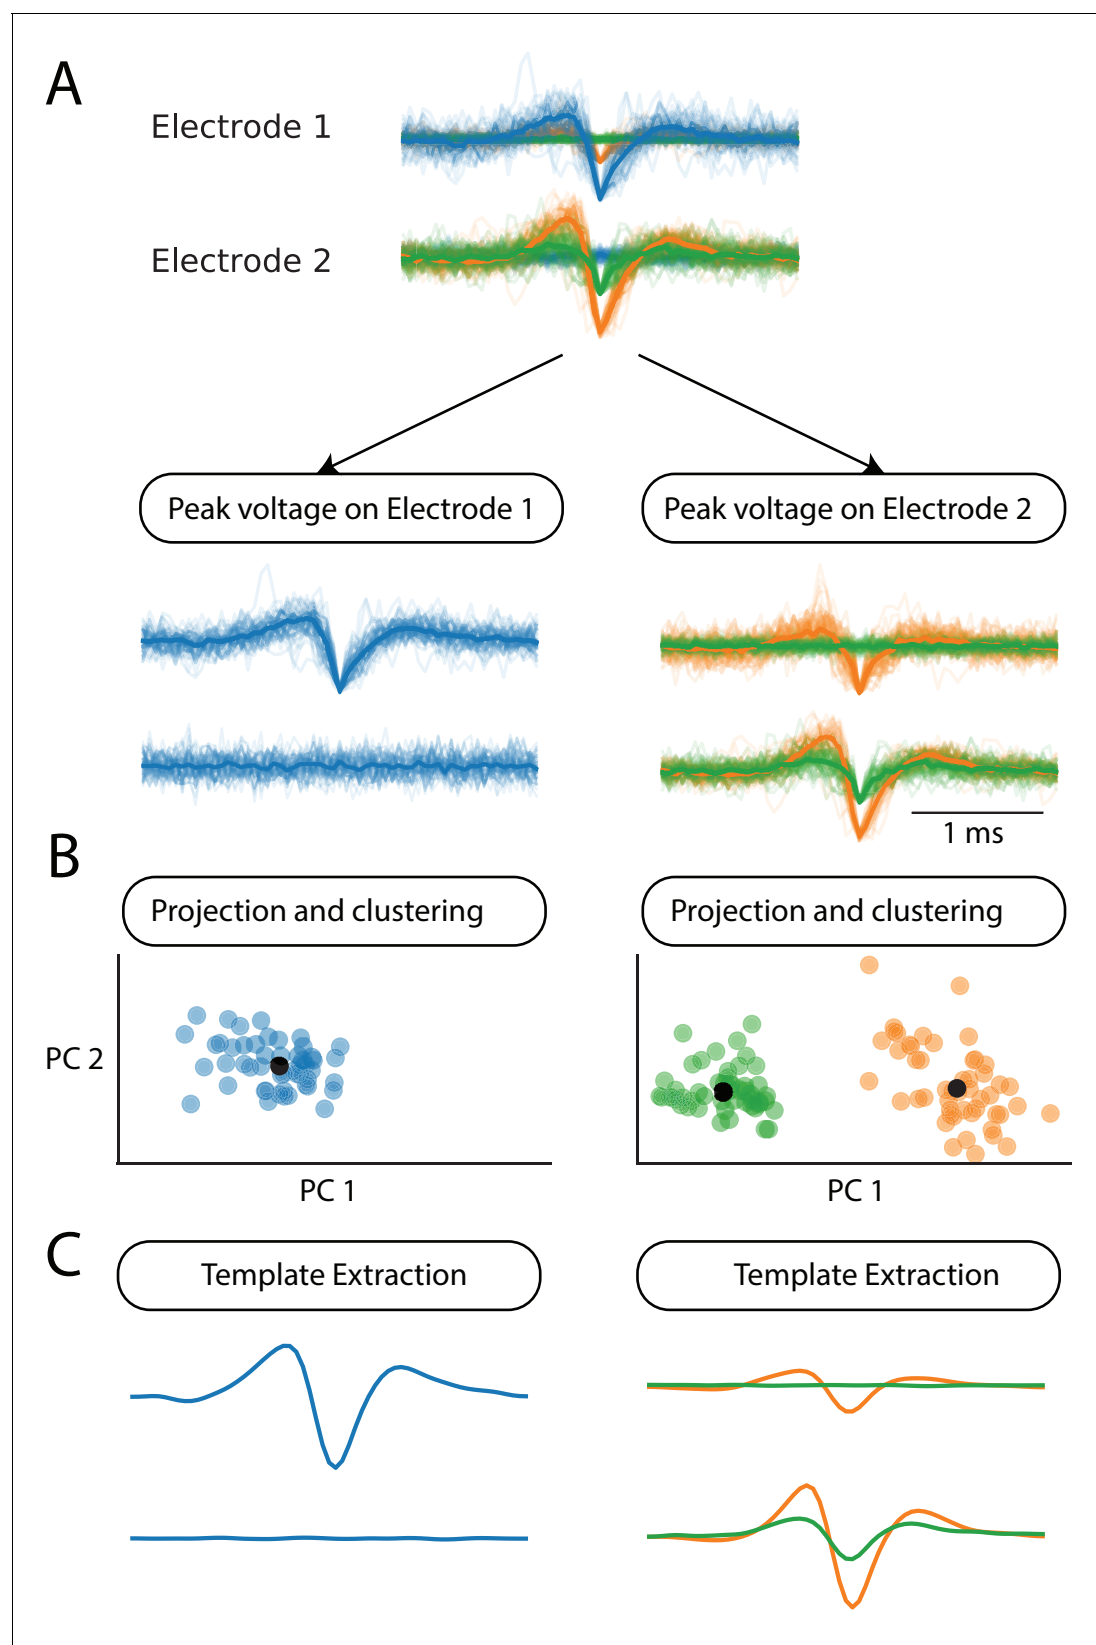 A
Electrode 1
Electrode 2
Peak voltage on Electrode 1
Peak voltage on Electrode 2
1 ms
B
Projection and clustering
Projection and clustering
PC 2
PC 1
PC 1
C
Template Extraction
Template Extraction